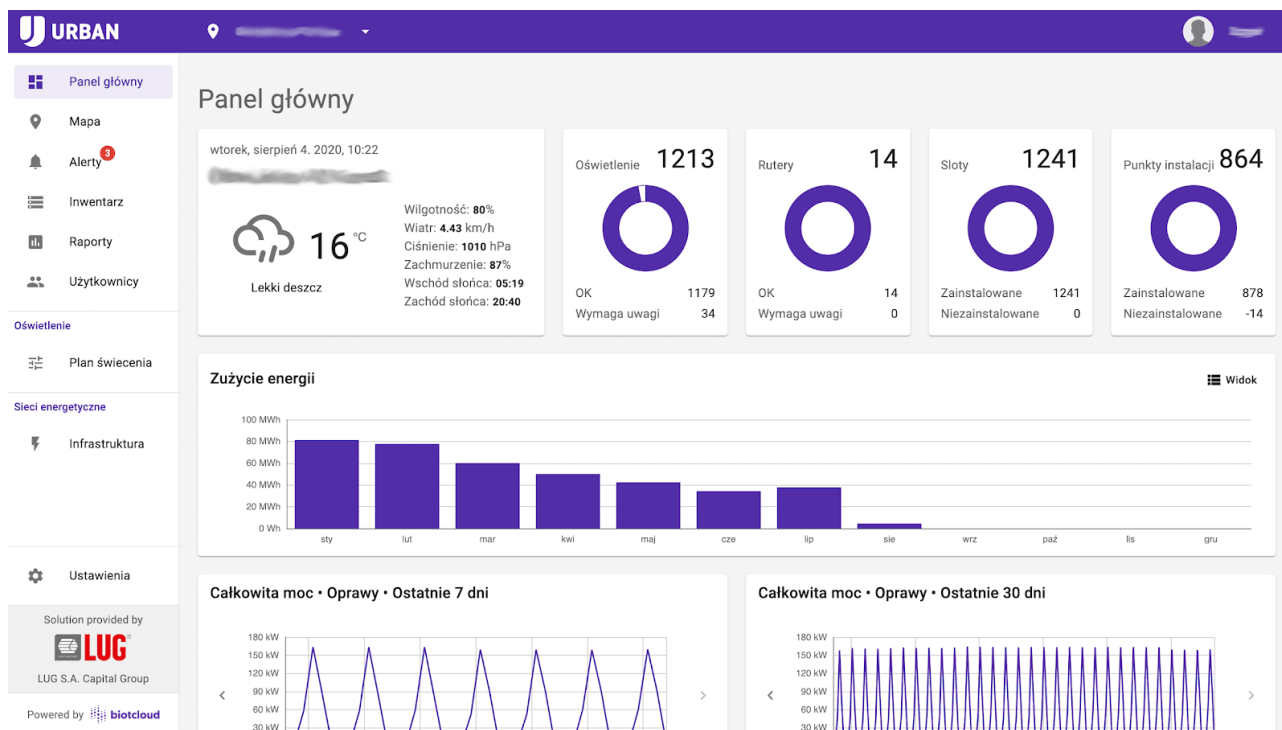 URBAN
Panel główny
Mapa
Alerty 3
Inwentarz
Raporty
Użytkownicy
Oświetlenie
Plan świecenia
Sieci energetyczne
Infrastruktura
Ustawienia
Solution provided by
LUG®
LUG S.A. Capital Group
Powered by biotcloud
Panel główny
wtorek, sierpień 4. 2020, 10:22
16 °C
Lekki deszcz
Wilgotność: 80%
Wiatr: 4.43 km/h
Ciśnienie: 1010 hPa
Zachmurzenie: 87%
Wschód słońca: 05:19
Zachód słońca: 20:40
Oświetlenie 1213
OK 1179
Wymaga uwagi 34
Rutery 14
OK 14
Wymaga uwagi 0
Sloty 1241
Zainstalowane 1241
Niezainstalowane 0
Punkty instalacji 864
Zainstalowane 878
Niezainstalowane -14
Zużycie energii
Widok
100 MWh
80 MWh
60 MWh
40 MWh
20 MWh
0 Wh
sty lut mar kwi maj cze lip sie wrz paź lis gru
Całkowita moc • Oprawy • Ostatnie 7 dni
180 kW
150 kW
120 kW
90 kW
60 kW
30 kW
Całkowita moc • Oprawy • Ostatnie 30 dni
180 kW
150 kW
120 kW
90 kW
60 kW
30 kW